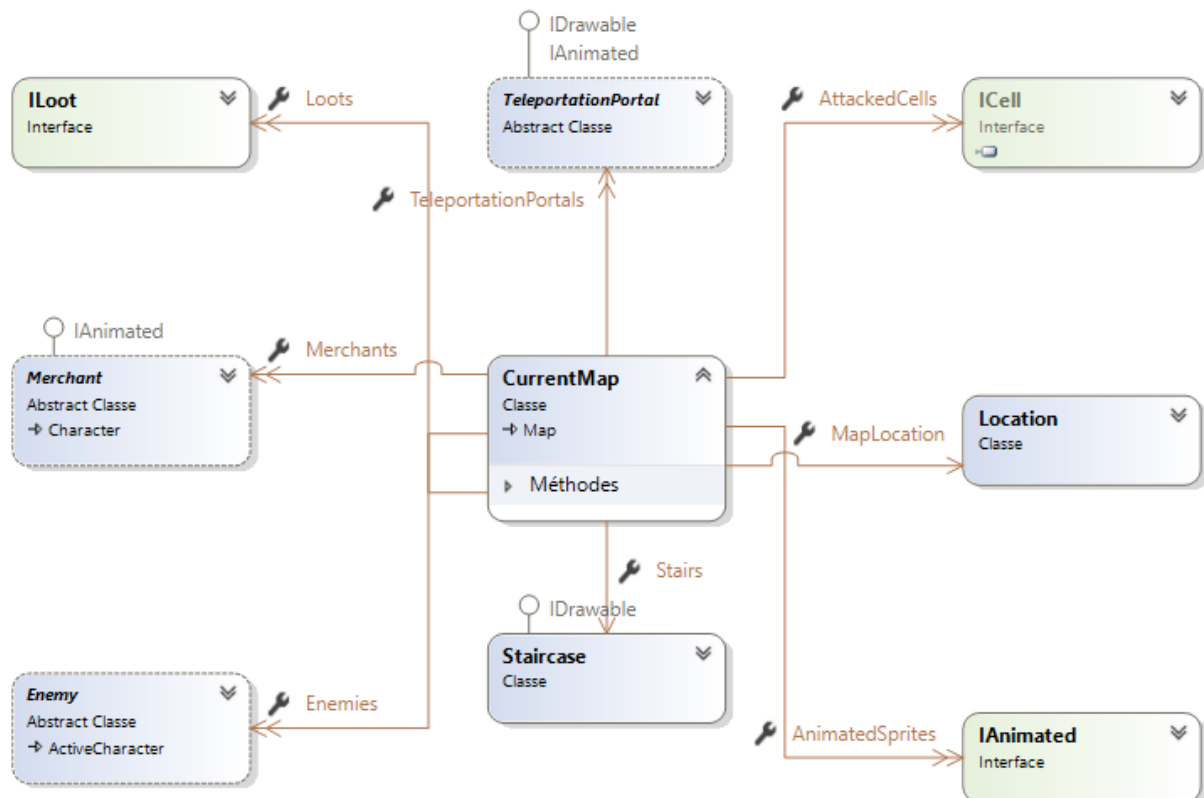 IDrawable
IAnimated
ILoot
Interface
Loots
TeleportationPortal
Abstract Classe
AttackedCells
ICell
Interface
TeleportationPortals
IAnimated
Merchant
Abstract Classe
Character
Merchants
CurrentMap
Classe
Map
Méthodes
MapLocation
Location
Classe
Stairs
IDrawable
Staircase
Classe
Enemy
Abstract Classe
ActiveCharacter
Enemies
AnimatedSprites
IAnimated
Interface